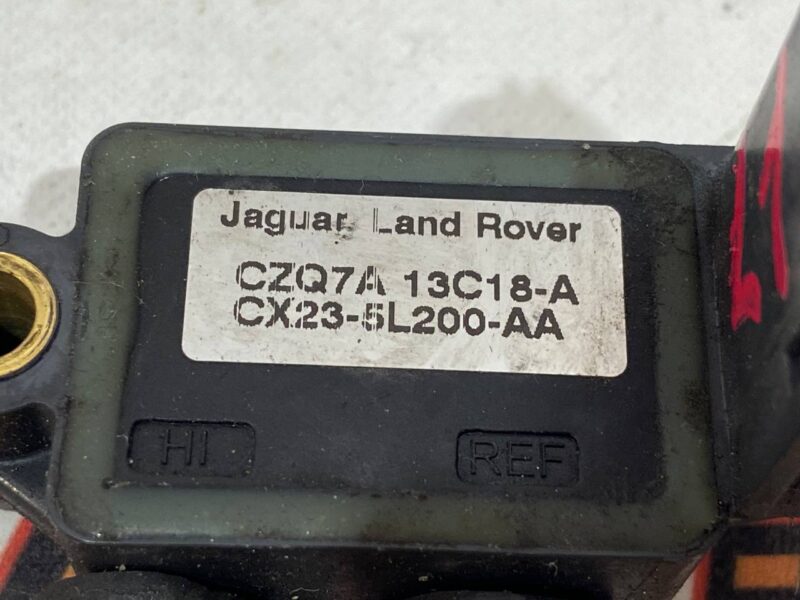 Jaguar Land Rover
CZQ7A 13C18-A
CX23-5L200-AA
HI REF